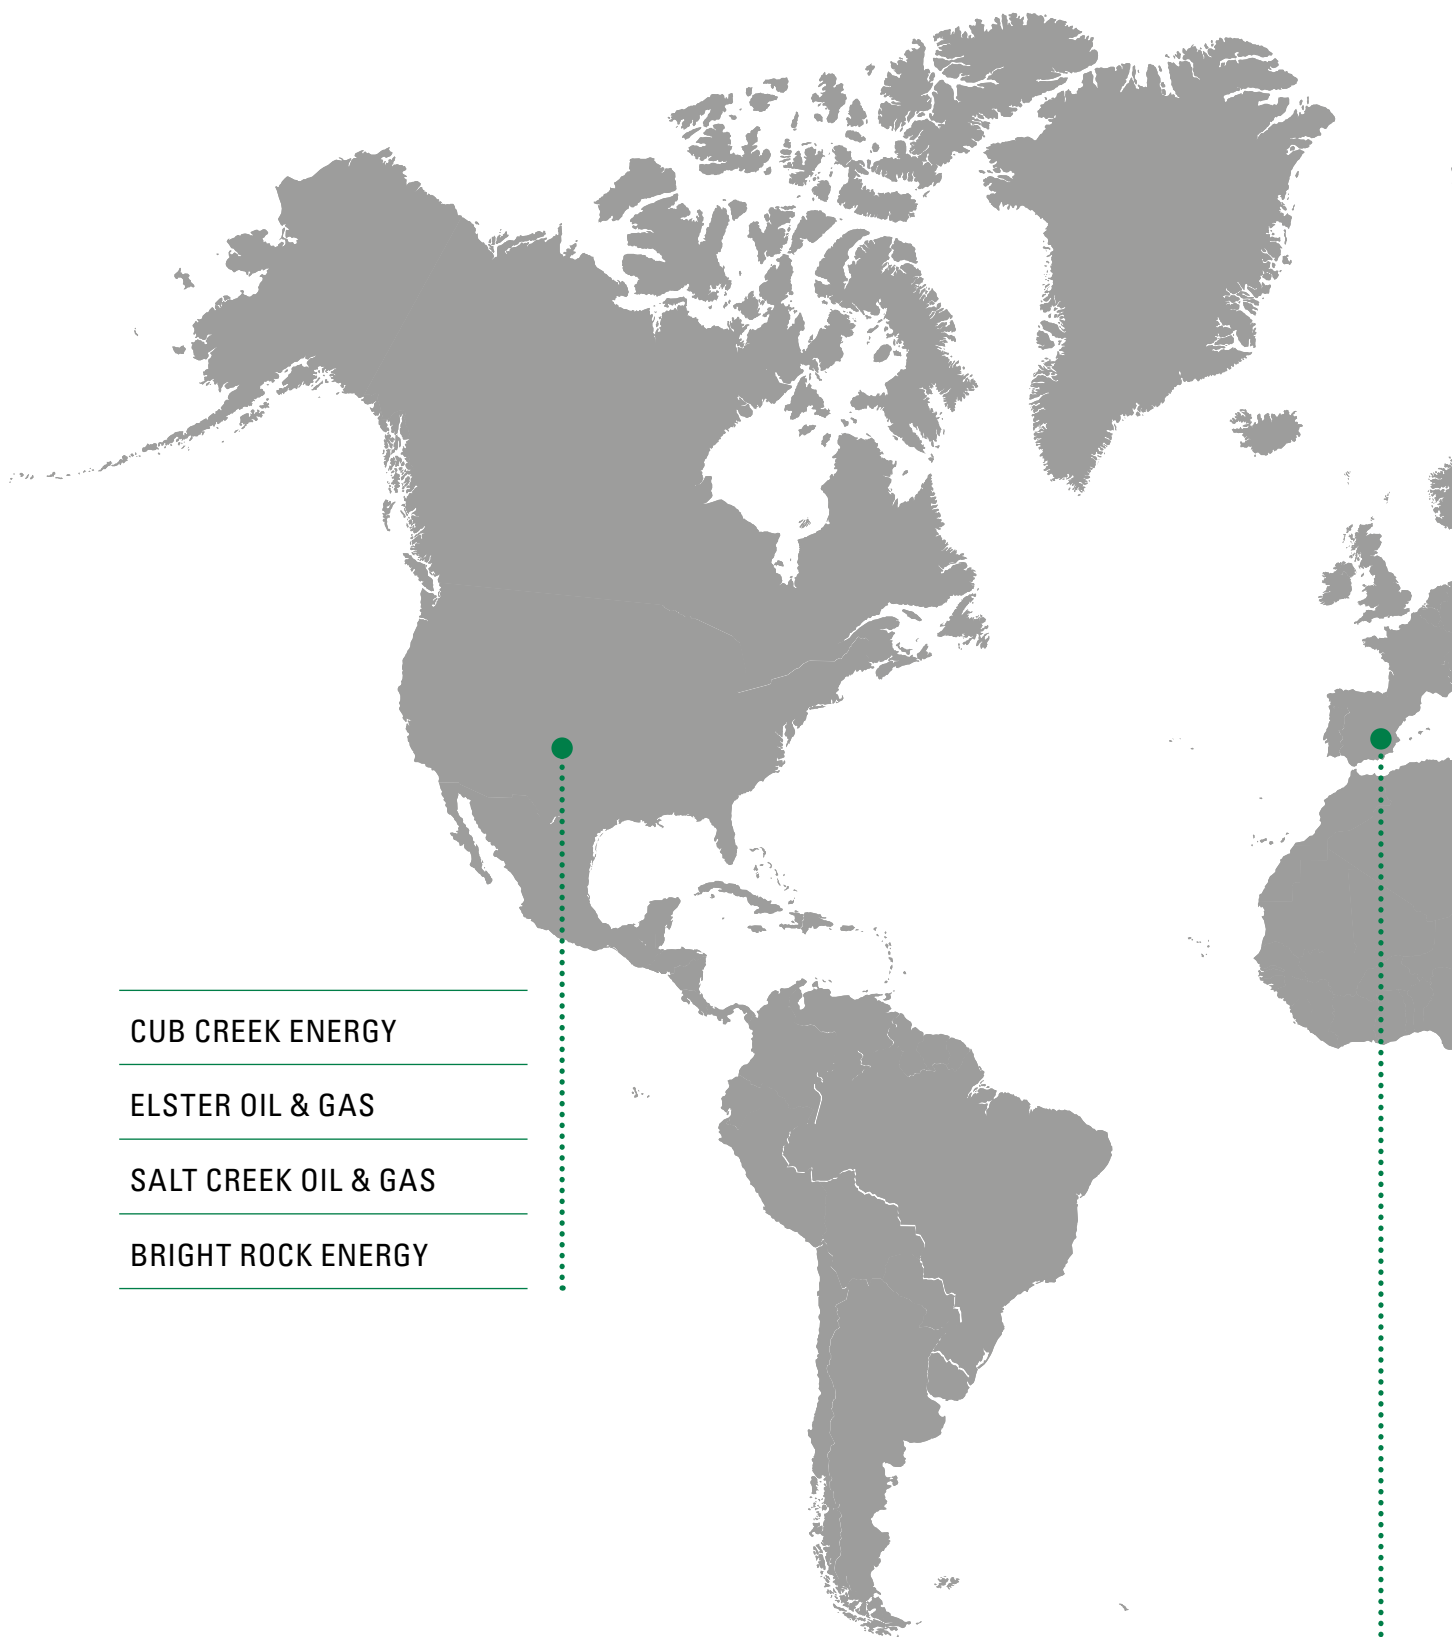 CUB CREEK ENERGY
ELSTER OIL & GAS
SALT CREEK OIL & GAS
BRIGHT ROCK ENERGY